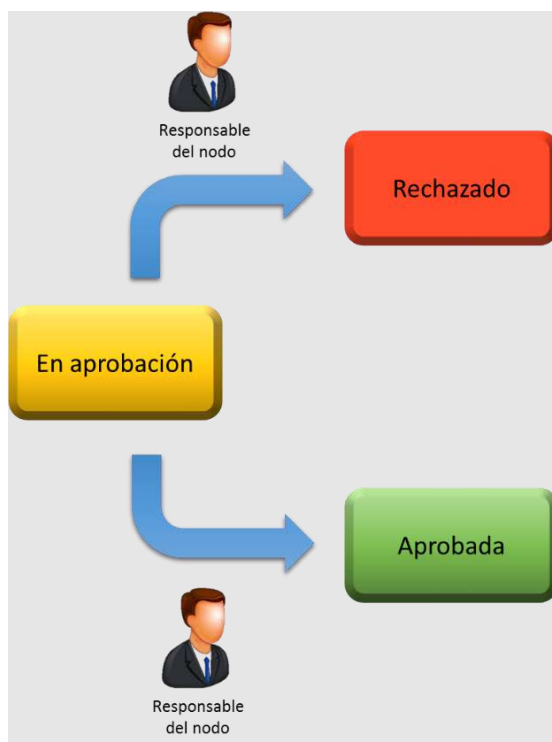 Responsable
del nodo
Rechazado
En aprobación
Aprobada
Responsable
del nodo